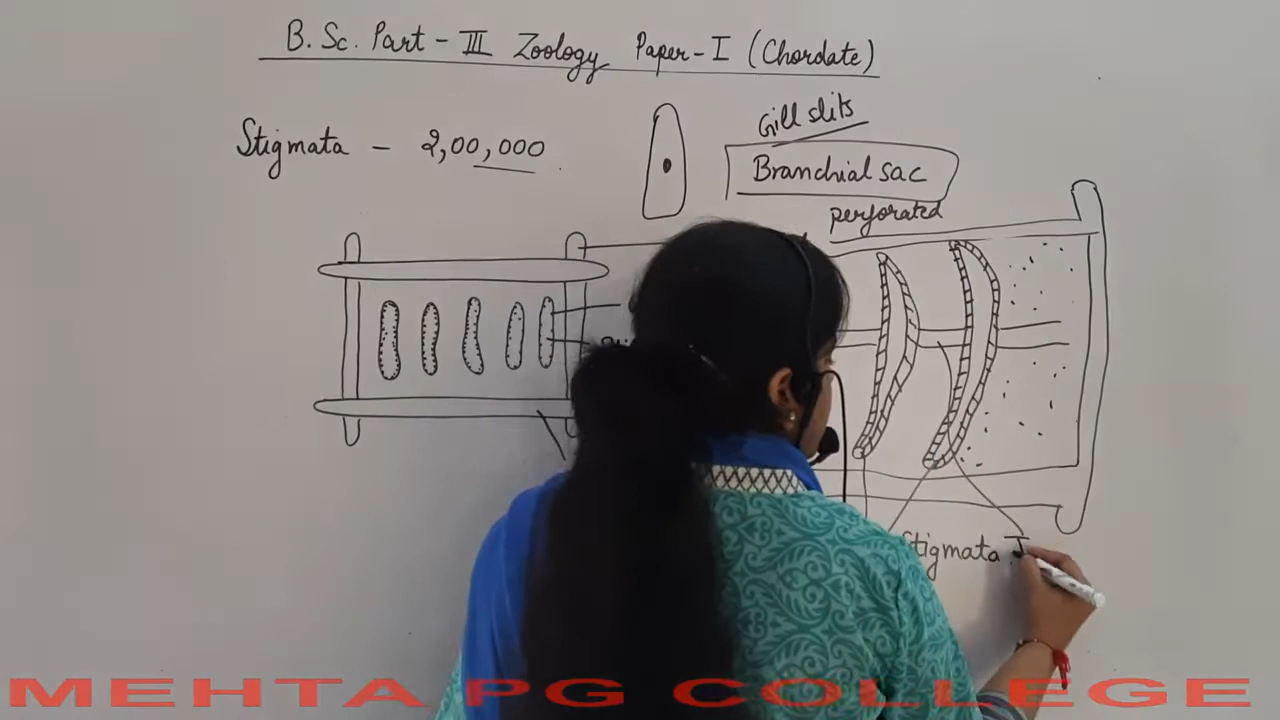 B. Sc. Part - III Zoology Paper - I (Chordate)
Stigmata - 2,00,000
Gill slits
Branchial sac
perforated
Stigmata
MEHTA PG COLLEGE